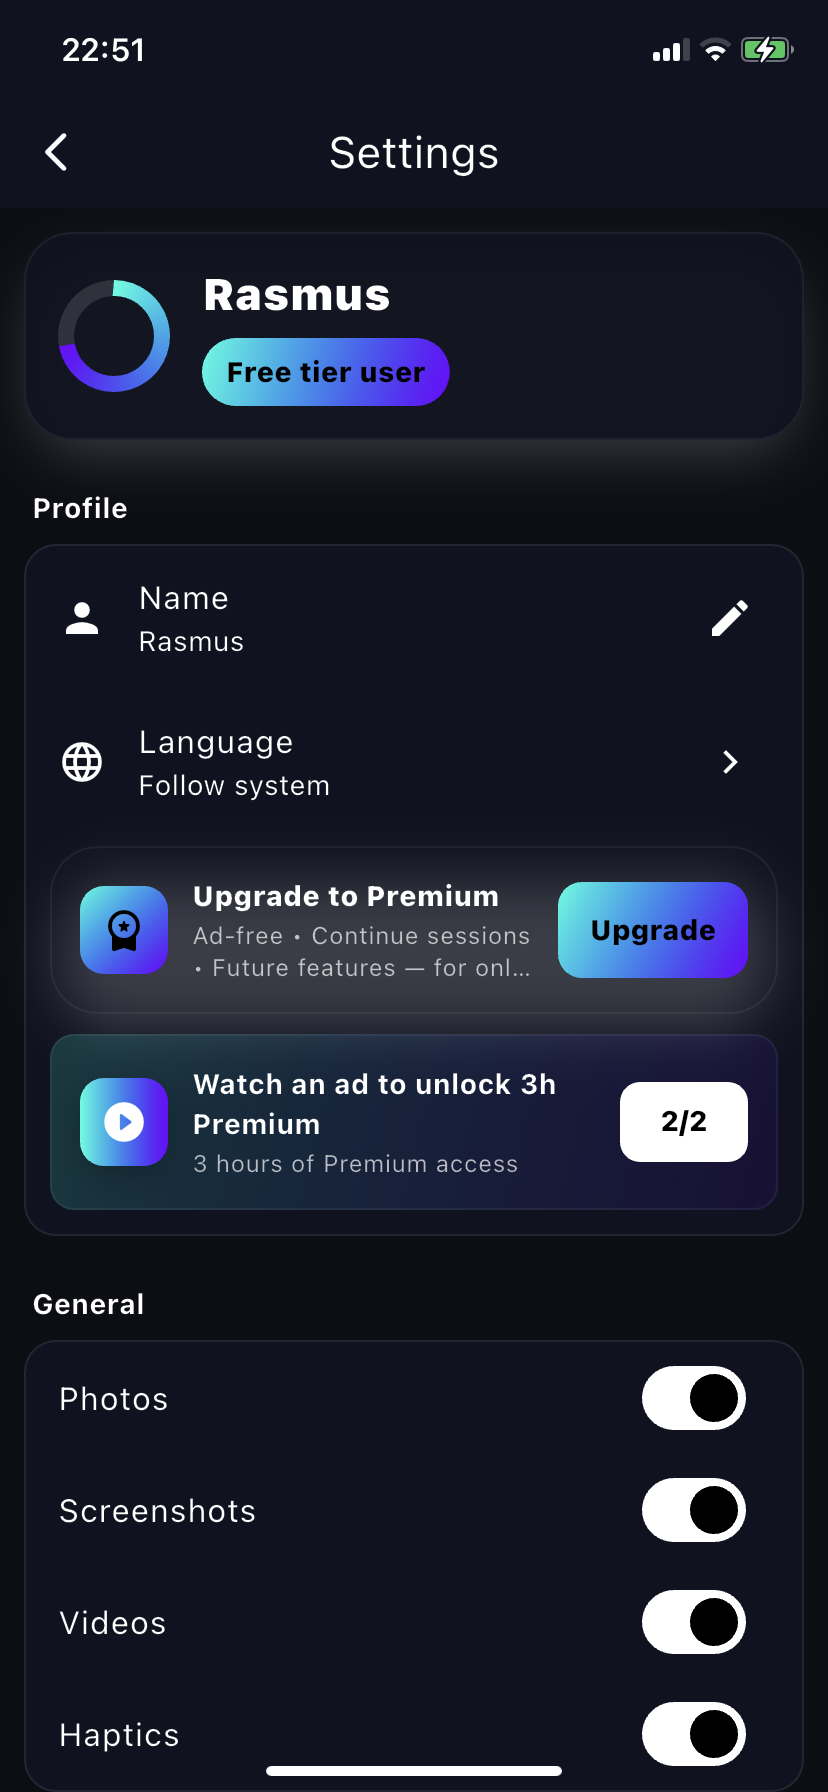 22:51
Settings
Rasmus
Free tier user
Profile
Name
Rasmus
Language
Follow system
Upgrade to Premium
Ad-free • Continue sessions
• Future features — for onl...
Upgrade
Watch an ad to unlock 3h
Premium
3 hours of Premium access
2/2
General
Photos
Screenshots
Videos
Haptics